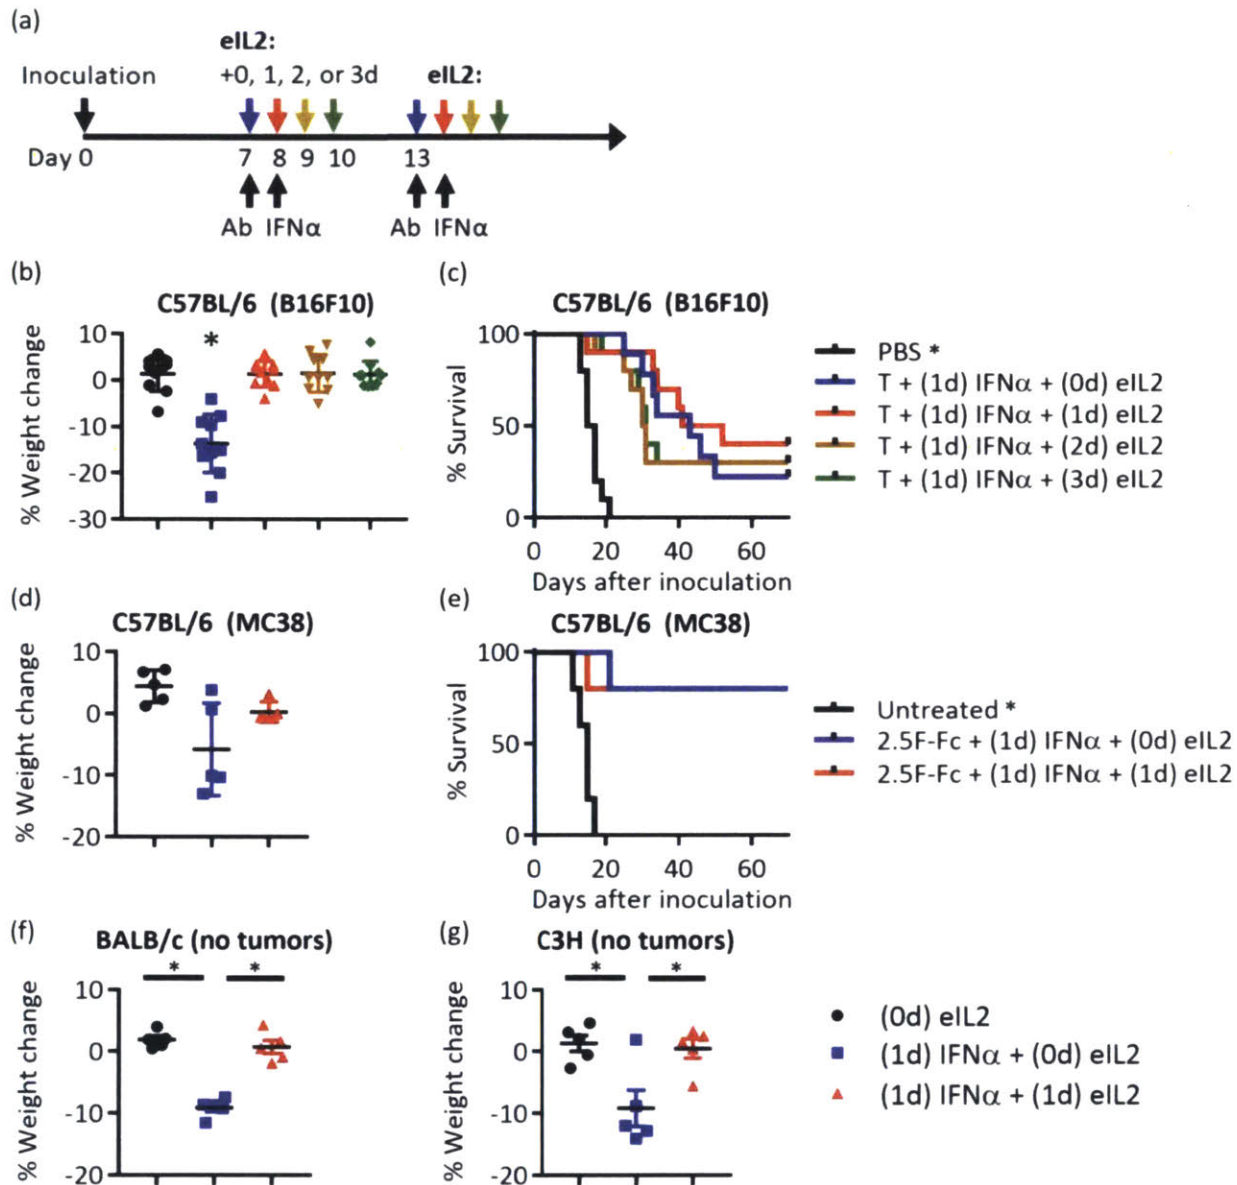 (a)
eIL2:
Inoculation +0, 1, 2, or 3d eIL2:
Day 0 7 8 9 10 13
Ab IFNα Ab IFNα
(b)
C57BL/6 (B16F10)
% Weight change
10
0
-10
-20
-30
*
(c)
C57BL/6 (B16F10)
% Survival
100
50
0
0 20 40 60
Days after inoculation
PBS *
T + (1d) IFNα + (0d) eIL2
T + (1d) IFNα + (1d) eIL2
T + (1d) IFNα + (2d) eIL2
T + (1d) IFNα + (3d) eIL2
(d)
C57BL/6 (MC38)
% Weight change
10
0
-10
-20
(e)
C57BL/6 (MC38)
% Survival
100
50
0
0 20 40 60
Days after inoculation
Untreated *
2.5F-Fc + (1d) IFNα + (0d) eIL2
2.5F-Fc + (1d) IFNα + (1d) eIL2
(f)
BALB/c (no tumors)
* *
% Weight change
10
0
-10
-20
(g)
C3H (no tumors)
* *
% Weight change
10
0
-10
-20
(0d) eIL2
(1d) IFNα + (0d) eIL2
(1d) IFNα + (1d) eIL2